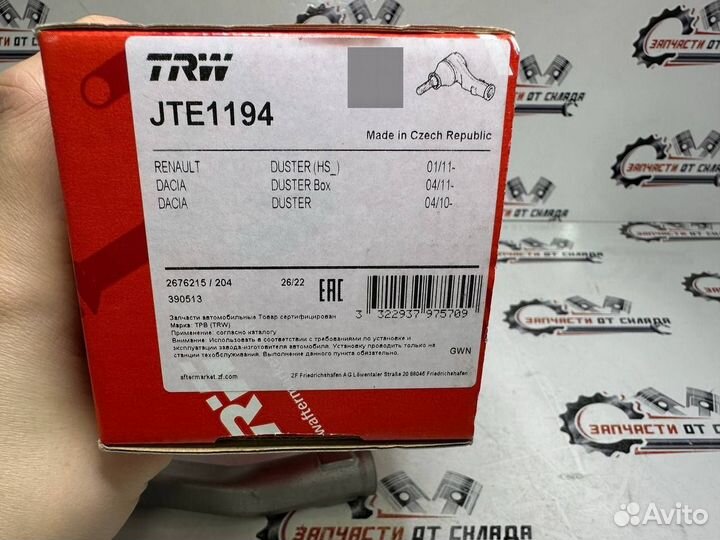 TRW
JTE1194
Made in Czech Republic
RENAULT DUSTER (HS_) 01/11-
DACIA DUSTER Box 04/11-
DACIA DUSTER 04/10-
2676215 / 204 26/22
390513
EAC
3 322937 975709
Запчасти автомобильные Товар сертифицирован
Марка: ТРВ (TRW)
Применение: согласно каталогу
Внимание: Использовать в соответствии с требованиями по установке и
эксплуатации завода-изготовителя автомобиля. Установку проводить только на
станции техобслуживания. Выполнение данного пункта обязательно.
GWN
aftermarket.zf.com
ZF Friedrichshafen AG Löwentaler Straße 20 88046 Friedrichshafen
ЗАПЧАСТИ ОТ СКЛАДА
ЗАПЧАСТИ ОТ СКЛАДА
ЗАПЧАСТИ ОТ СКЛАДА
ЗАПЧАСТИ ОТ СКЛАДА
Avito